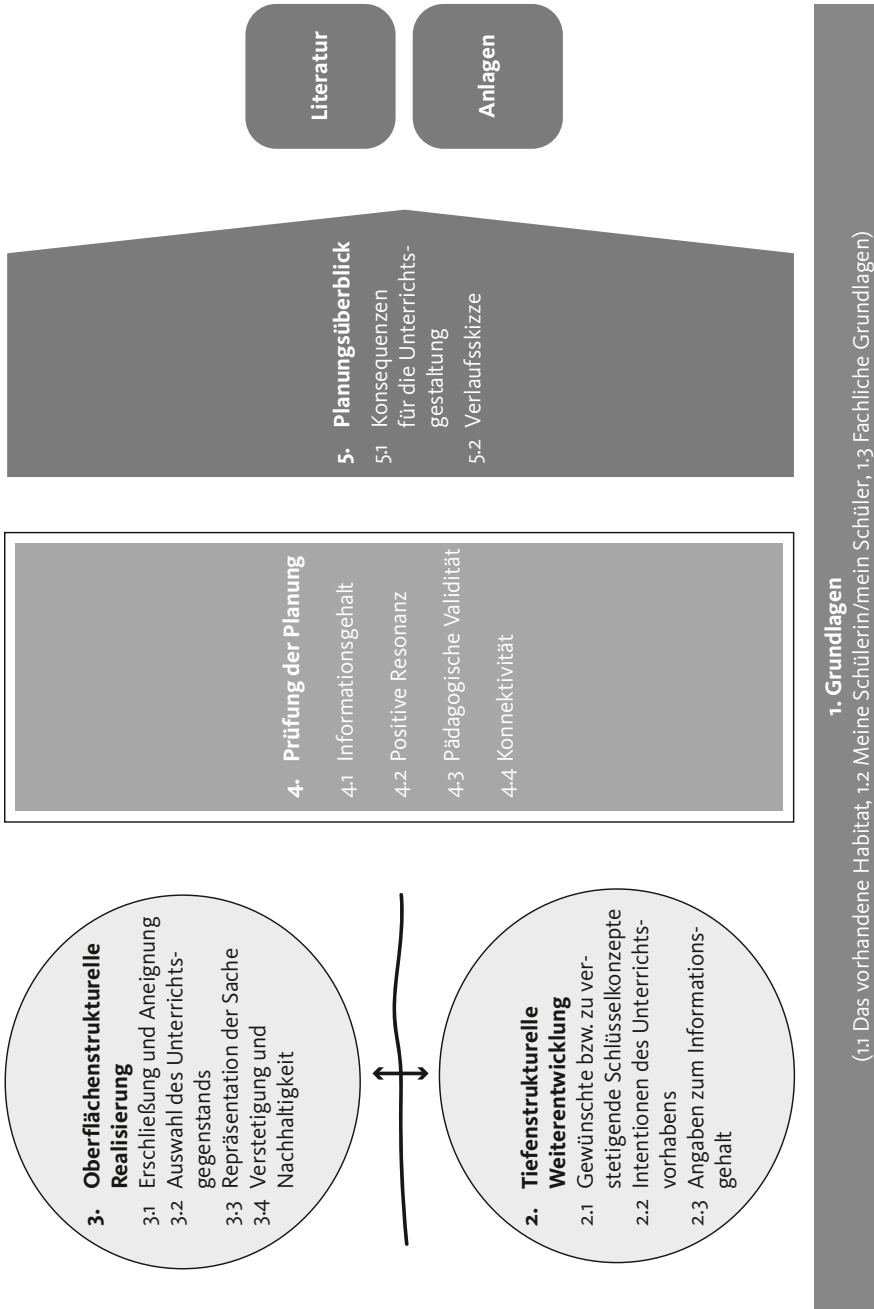 3. Oberflächenstrukturelle
Realisierung
3.1 Erschließung und Aneignung
3.2 Auswahl des Unterrichts-
gegenstands
3.3 Repräsentation der Sache
3.4 Verstetigung und
Nachhaltigkeit
2. Tiefenstrukturelle
Weiterentwicklung
2.1 Gewünschte bzw. zu ver-
stetigende Schlüsselkonzepte
2.2 Intentionen des Unterrichts-
vorhabens
2.3 Angaben zum Informations-
gehalt
4. Prüfung der Planung
4.1 Informationsgehalt
4.2 Positive Resonanz
4.3 Pädagogische Validität
4.4 Konnektivität
5. Planungsüberblick
5.1 Konsequenzen
für die Unterrichts-
gestaltung
5.2 Verlaufsskizze
Literatur
Anlagen
1. Grundlagen
(1.1 Das vorhandene Habitat, 1.2 Meine Schülerin/mein Schüler, 1.3 Fachliche Grundlagen)